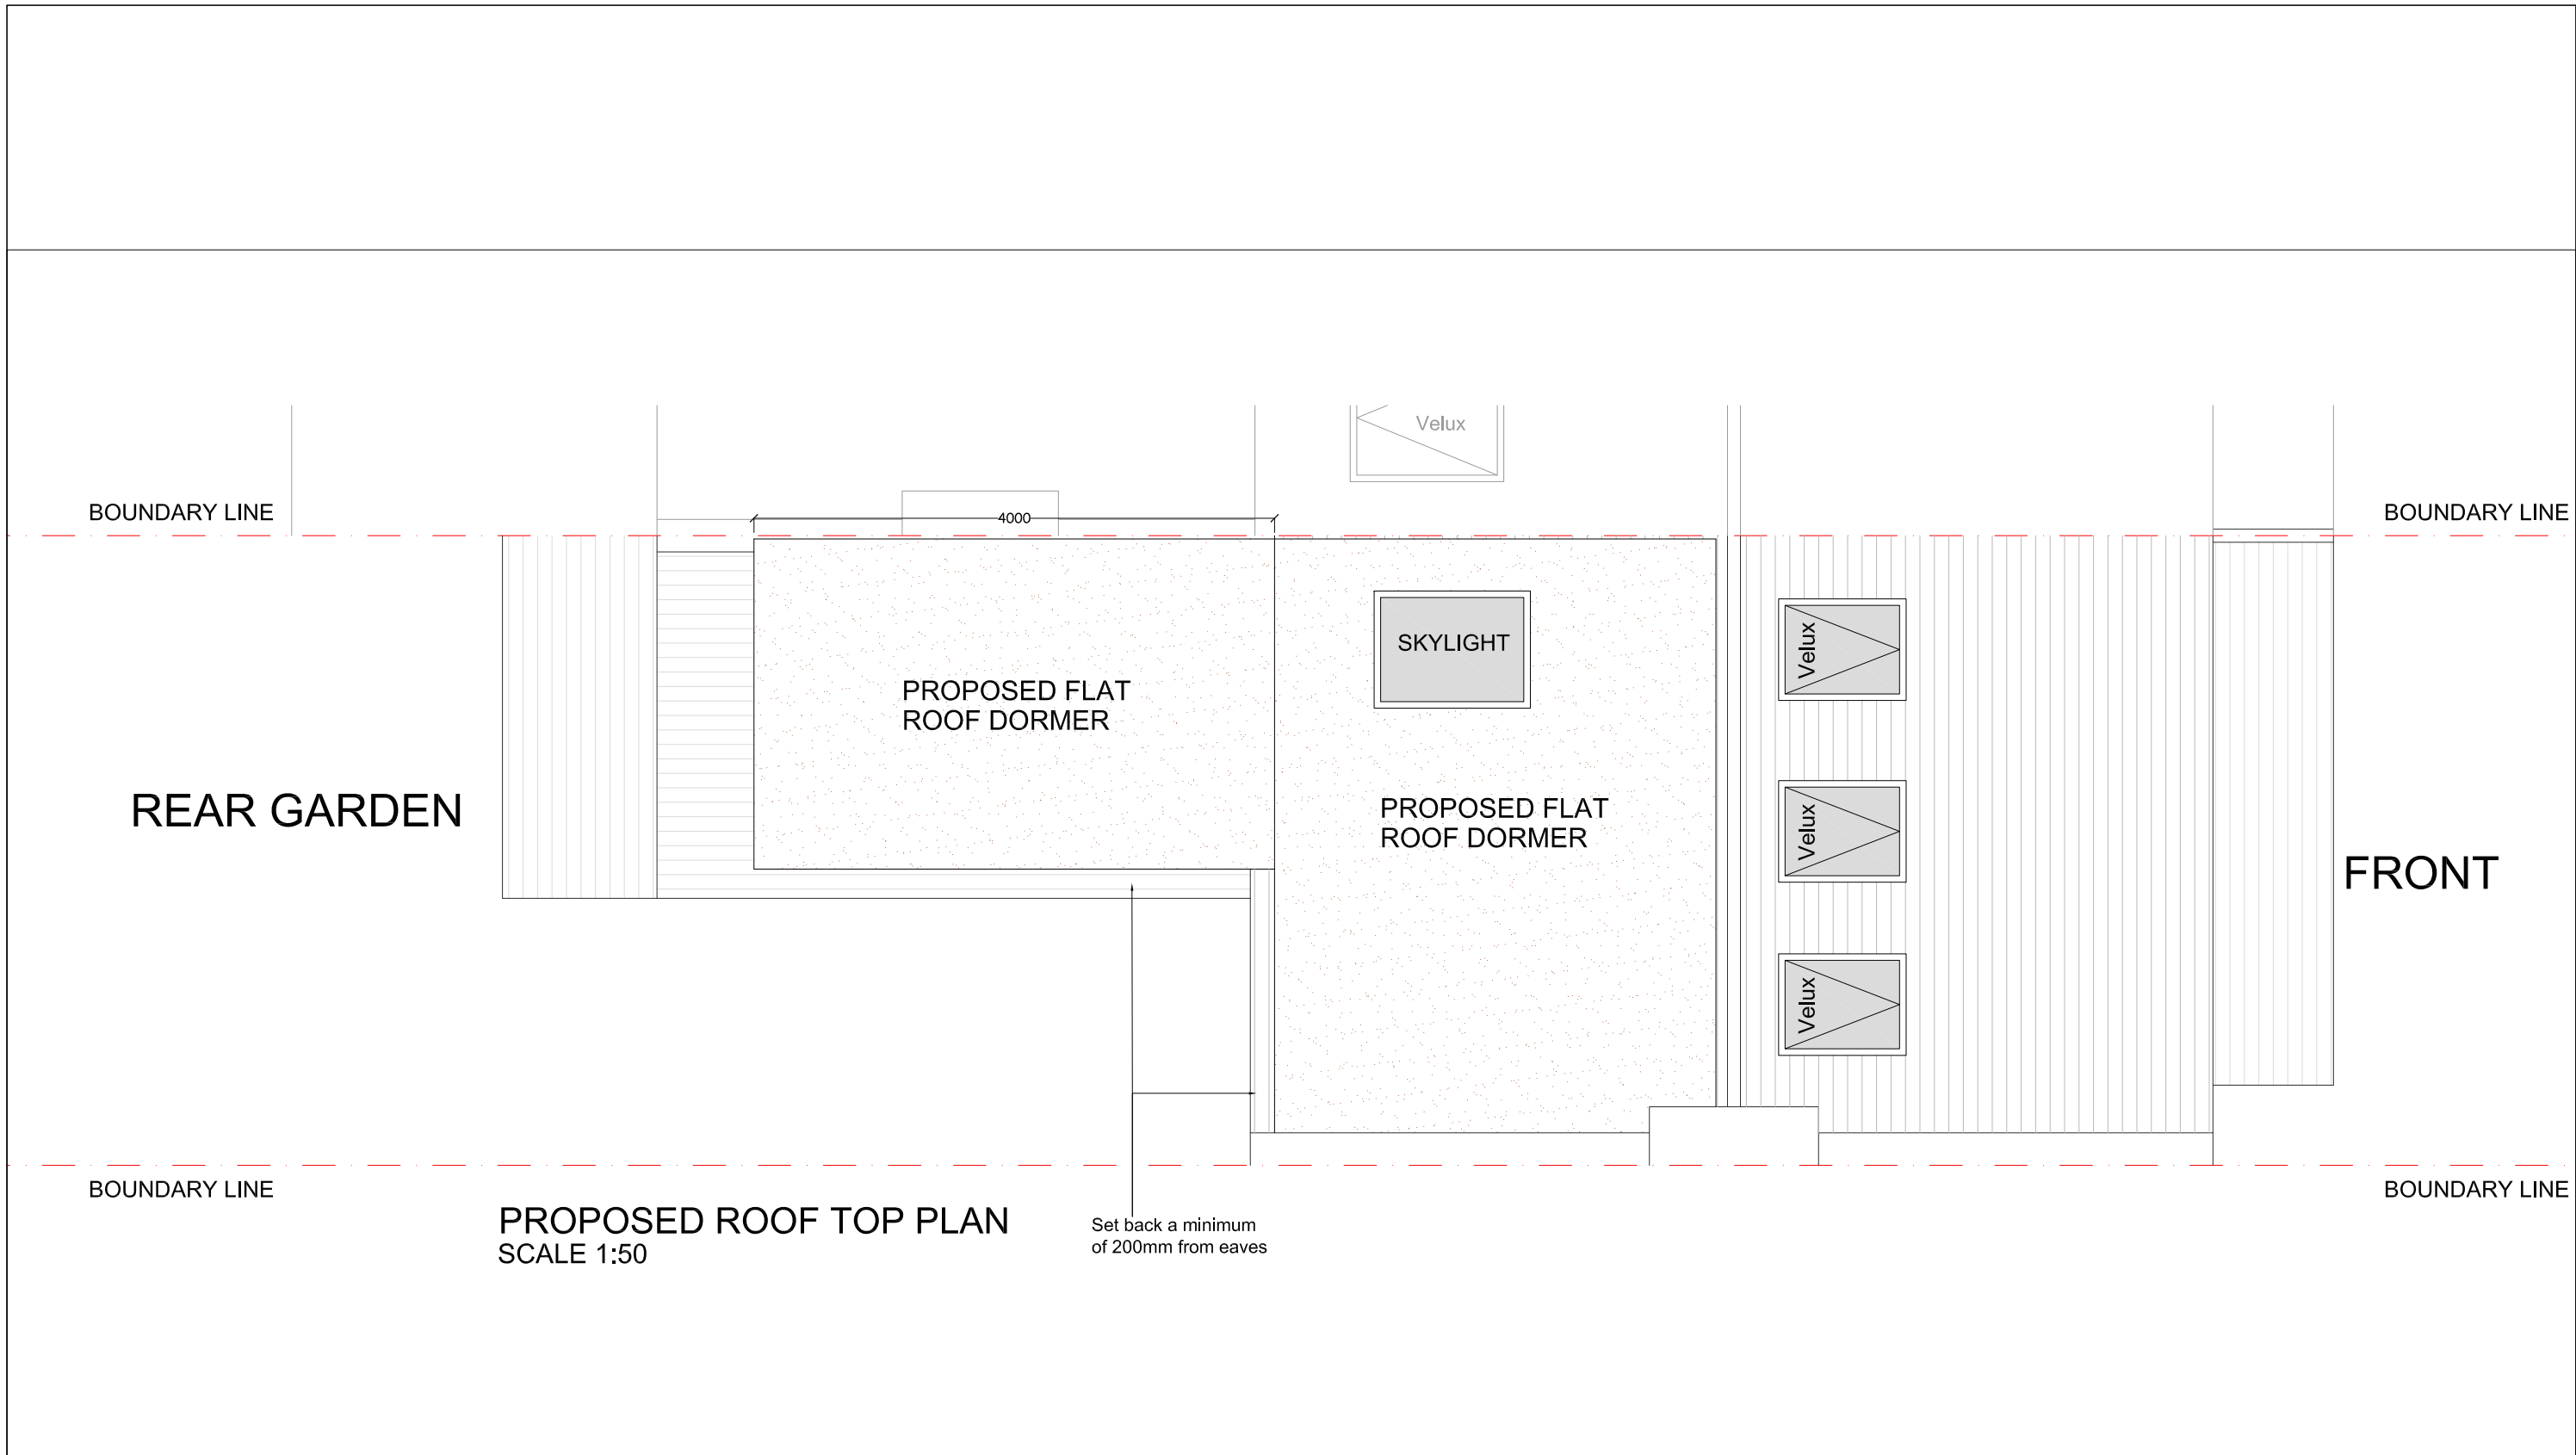 Velux
BOUNDARY LINE
4000
BOUNDARY LINE
SKYLIGHT
Velux
PROPOSED FLAT
ROOF DORMER
REAR GARDEN
PROPOSED FLAT
ROOF DORMER
Velux
FRONT
Velux
BOUNDARY LINE
BOUNDARY LINE
PROPOSED ROOF TOP PLAN
SCALE 1:50
Set back a minimum
of 200mm from eaves